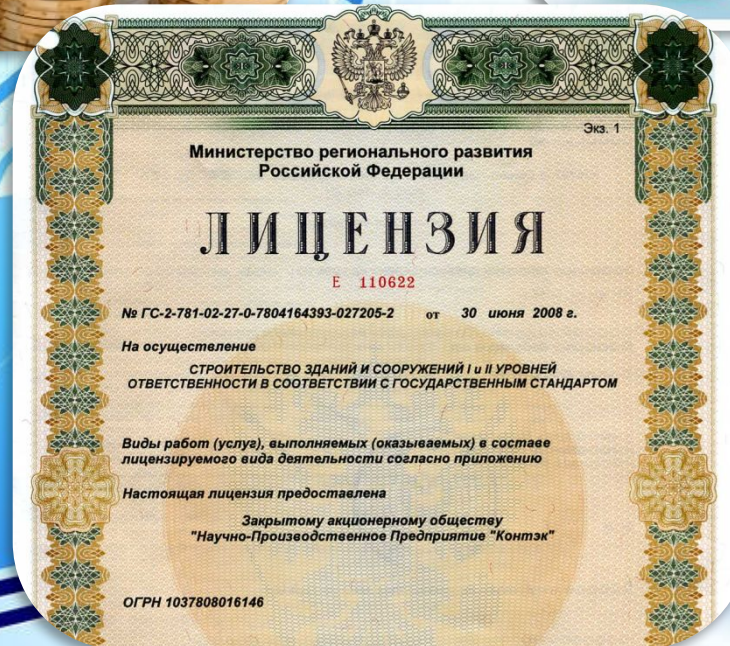 Экз. 1
Министерство регионального развития
Российской Федерации
ЛИЦЕНЗИЯ
Е 110622
№ ГС-2-781-02-27-0-7804164393-027205-2 от 30 июня 2008 г.
На осуществление
СТРОИТЕЛЬСТВО ЗДАНИЙ И СООРУЖЕНИЙ I и II УРОВНЕЙ
ОТВЕТСТВЕННОСТИ В СООТВЕТСТВИИ С ГОСУДАРСТВЕННЫМ СТАНДАРТОМ
Виды работ (услуг), выполняемых (оказываемых) в составе
лицензируемого вида деятельности согласно приложению
Настоящая лицензия предоставлена
Закрытому акционерному обществу
"Научно-Производственное Предприятие "Контэк"
ОГРН 1037808016146